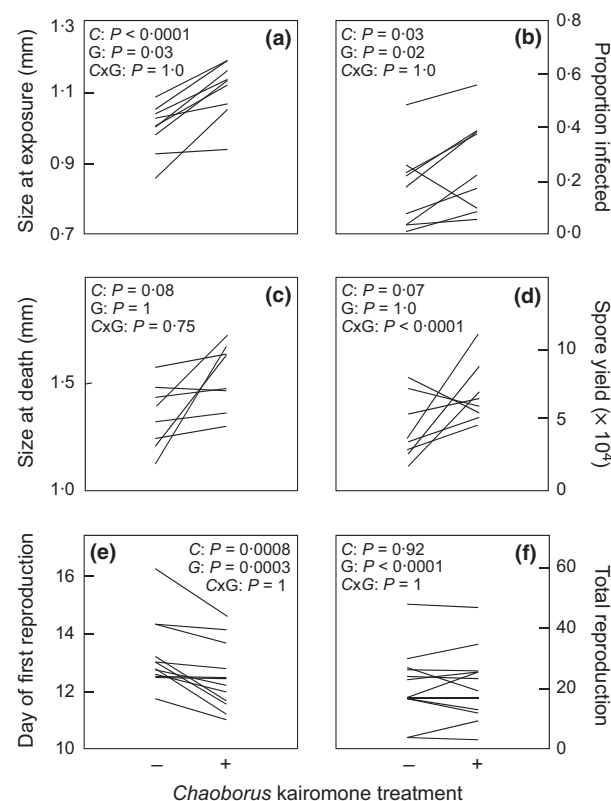 1·3
1·1
0·9
0·7
Size at exposure (mm)
C: P < 0·0001
G: P = 0·03
CxG: P = 1·0
(a)
C: P = 0·03
G: P = 0·02
CxG: P = 1·0
(b)
0·8
0·6
0·4
0·2
0·0
Proportion infected
1·5
1·0
Size at death (mm)
C: P = 0·08
G: P = 1
CxG: P = 0·75
(c)
C: P = 0·07
G: P = 1·0
CxG: P < 0·0001
(d)
10
5
0
Spore yield (× 10⁴)
16
14
12
10
Day of first reproduction
(e)
C: P = 0·0008
G: P = 0·0003
CxG: P = 1
C: P = 0·92
G: P < 0·0001
CxG: P = 1
(f)
60
40
20
0
Total reproduction
– + – +
Chaoborus kairomone treatment